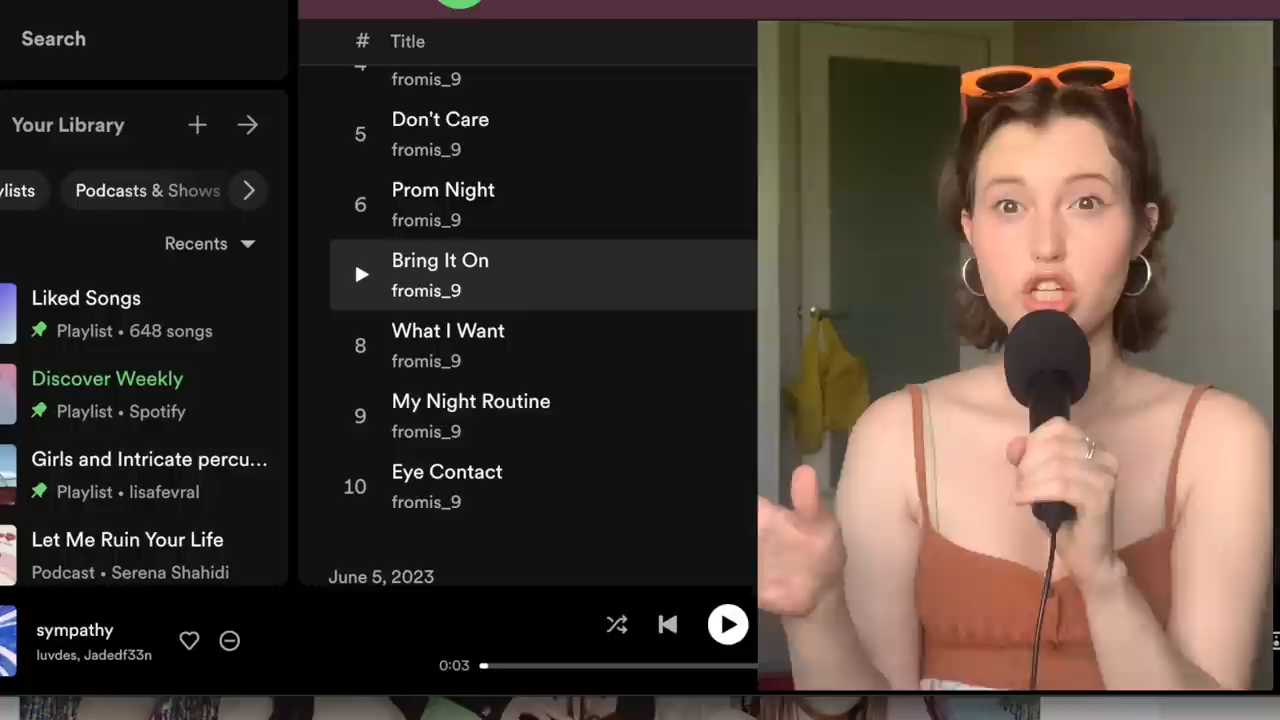 Search
Your Library
ylists
Podcasts & Shows
Recents
Liked Songs
Playlist • 648 songs
Discover Weekly
Playlist • Spotify
Girls and Intricate percu...
Playlist • lisafevral
Let Me Ruin Your Life
Podcast • Serena Shahidi
# Title
4
fromis_9
5 Don't Care
fromis_9
6 Prom Night
fromis_9
Bring It On
fromis_9
8 What I Want
fromis_9
9 My Night Routine
fromis_9
10 Eye Contact
fromis_9
June 5, 2023
sympathy
luvdes, Jadedf33n
0:03